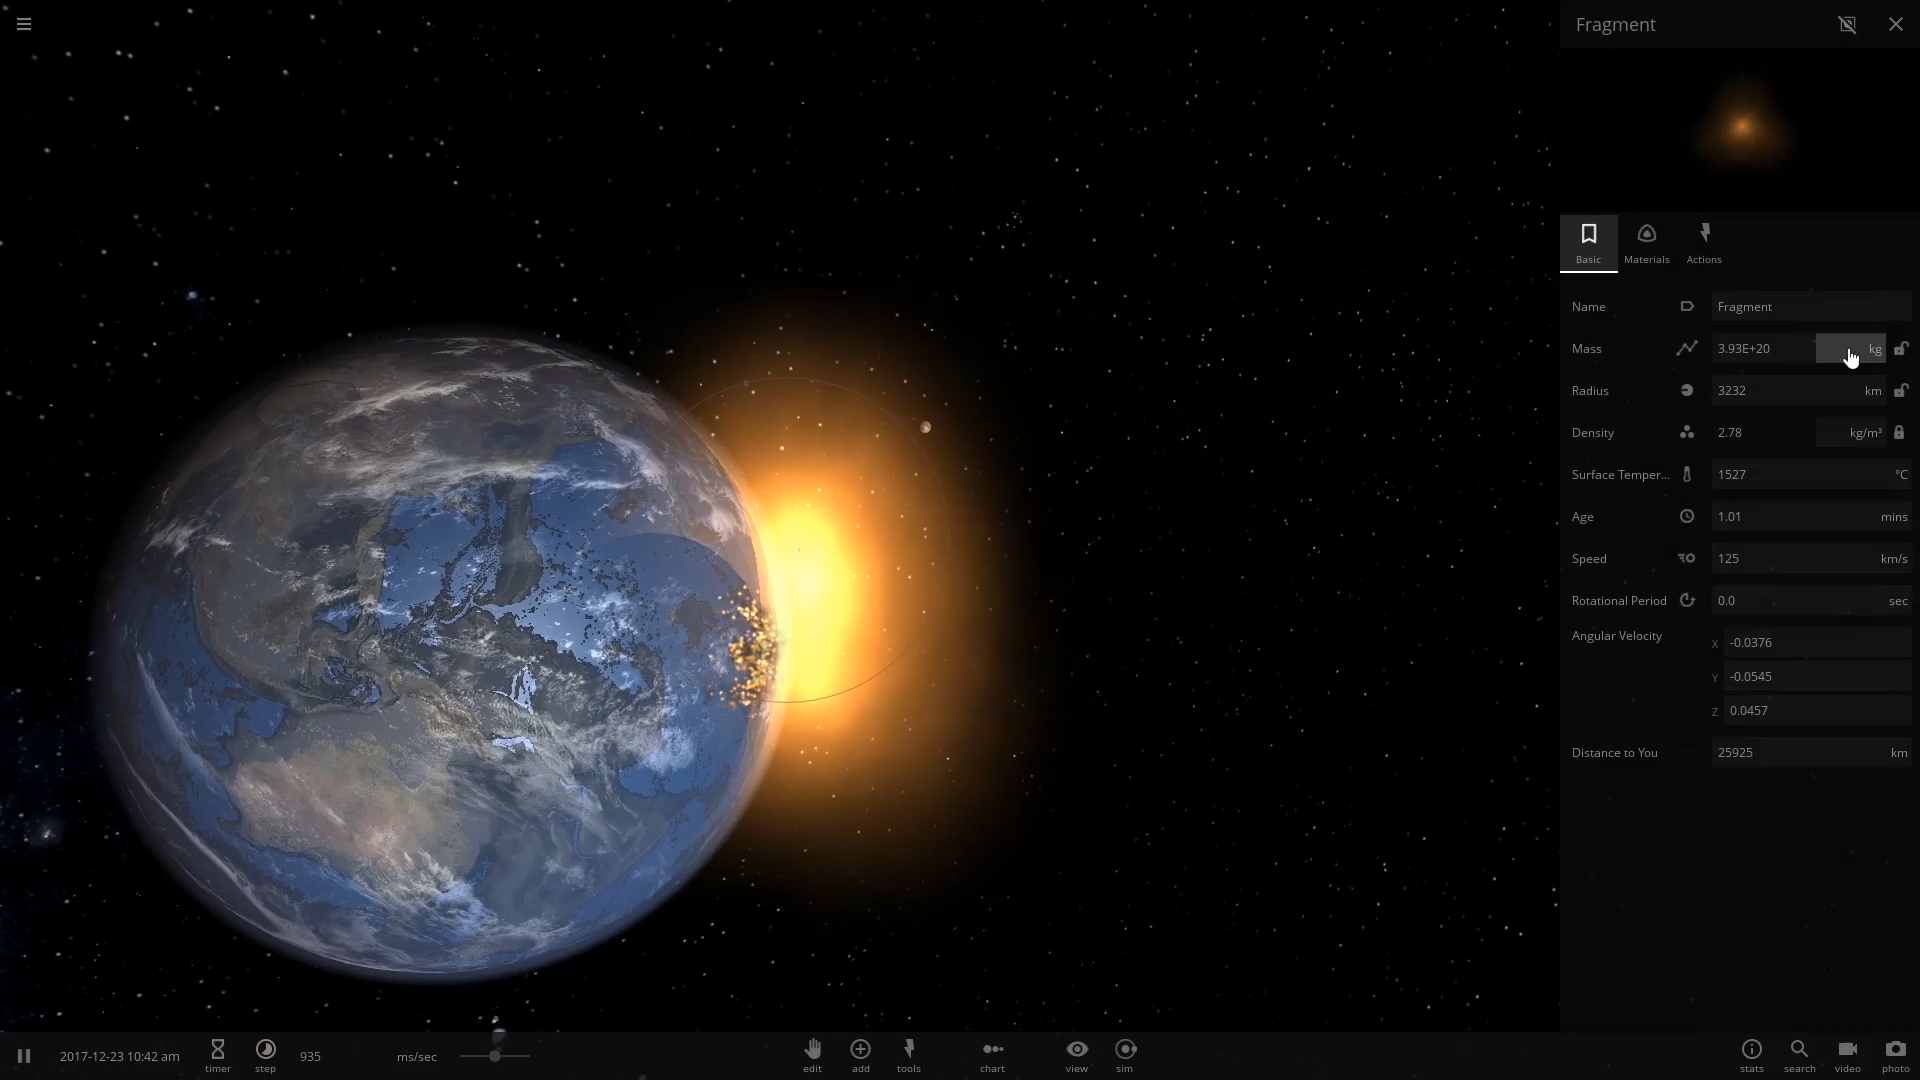 Fragment
Basic
Materials
Actions
Name Fragment
Mass 3.93E+20 kg
Radius 3232 km
Density 2.78 kg/m³
Surface Temper... 1527 °C
Age 1.01 mins
Speed 125 km/s
Rotational Period 0.0 sec
Angular Velocity X -0.0376
Y -0.0545
Z 0.0457
Distance to You 25925 km
2017-12-23 10:42 am timer step 935 ms/sec edit add tools chart view sim stats search video photo